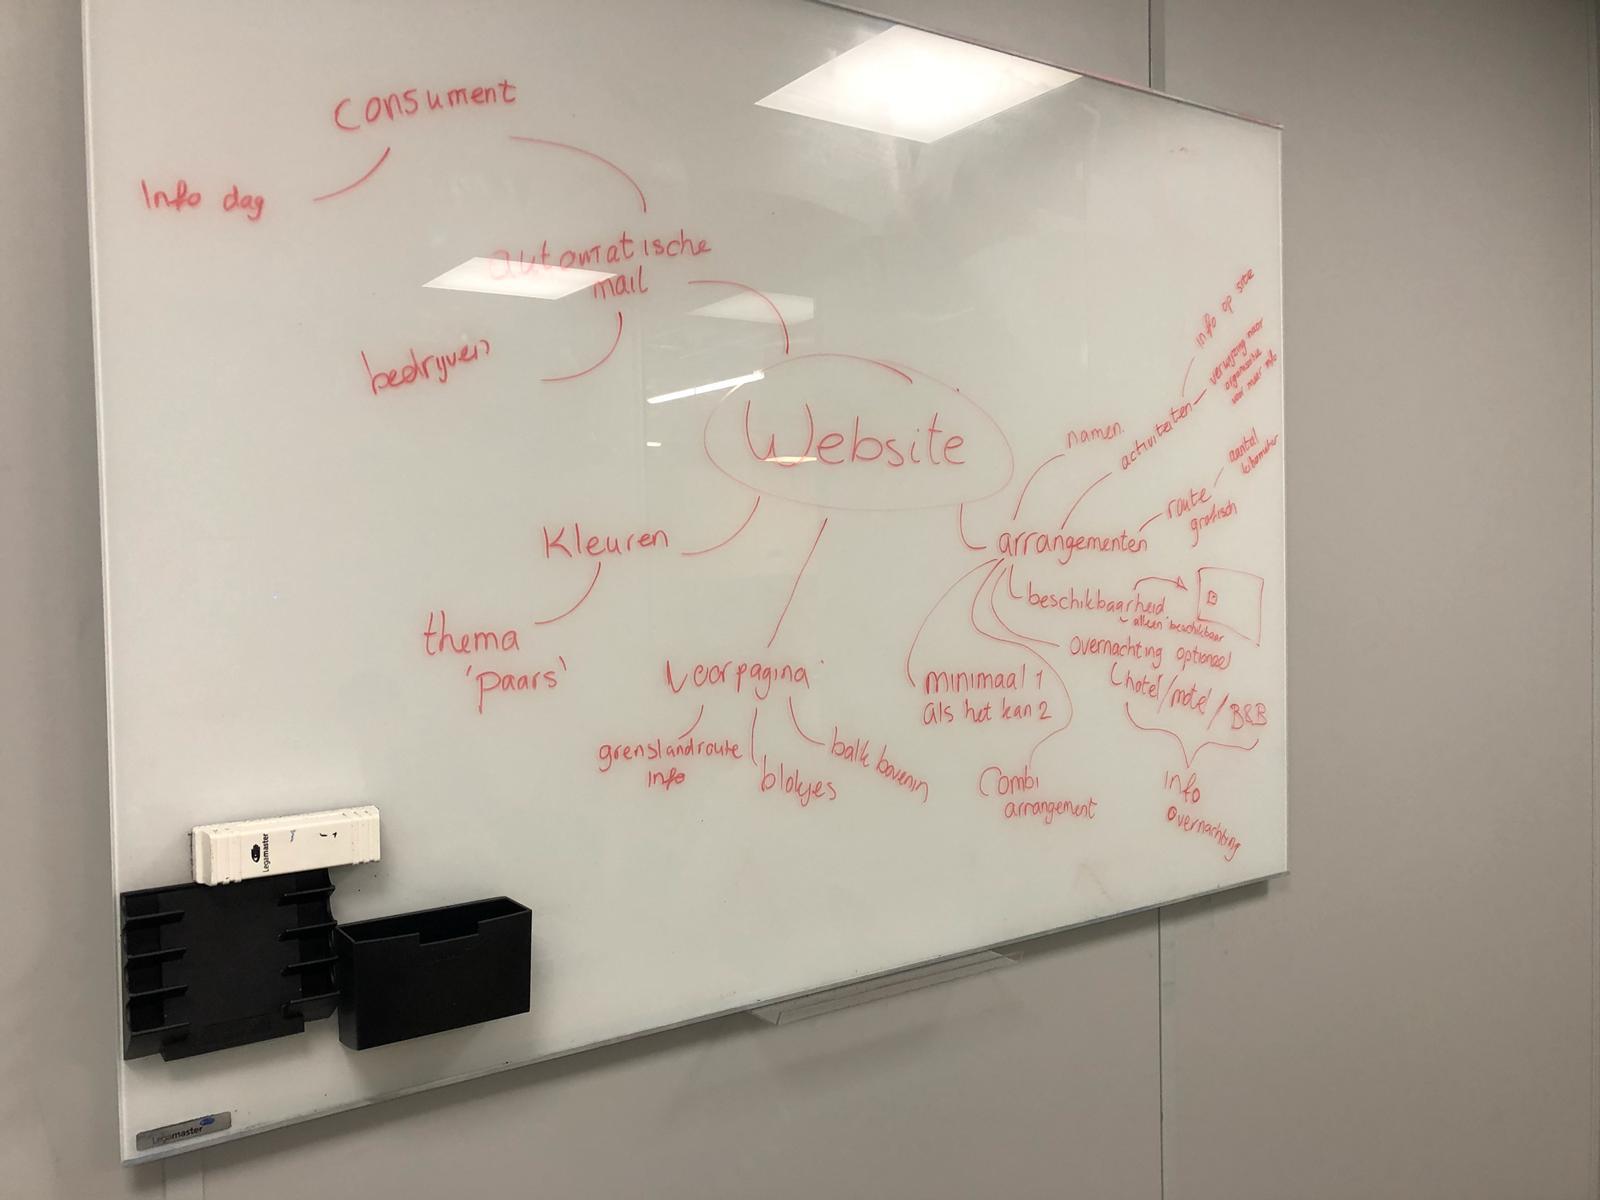 Consument
Info dag
automatische
mail
bedrijven
Website
Kleuren
thema
'paars'
voorpagina
grenslandroute
info
blokjes
balk bovenin
arrangementen
namen
activiteiten
info op site
verwijzing naar
organisatie
voor meer info
route
grafisch
aantal
kilometer
beschikbaarheid
alleen beschikbaar
overnachting optioneel
hotel/motel/B&B
info
overnachting
minimaal 1
als het kan 2
Combi
arrangement
Legamaster
Legamaster